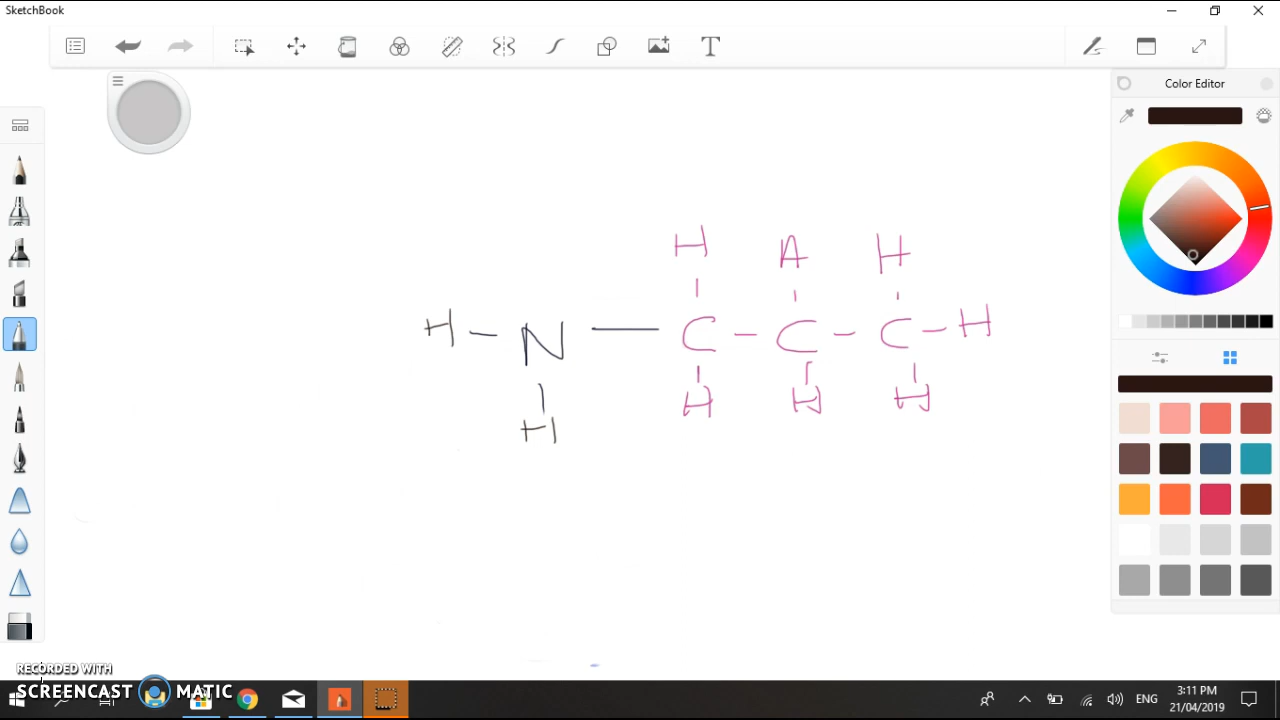 SketchBook
T
Color Editor
H A H
H - N — C - C - C - H
H H H
H
RECORDED WITH
SCREENCAST MATIC
ENG
3:11 PM
21/04/2019